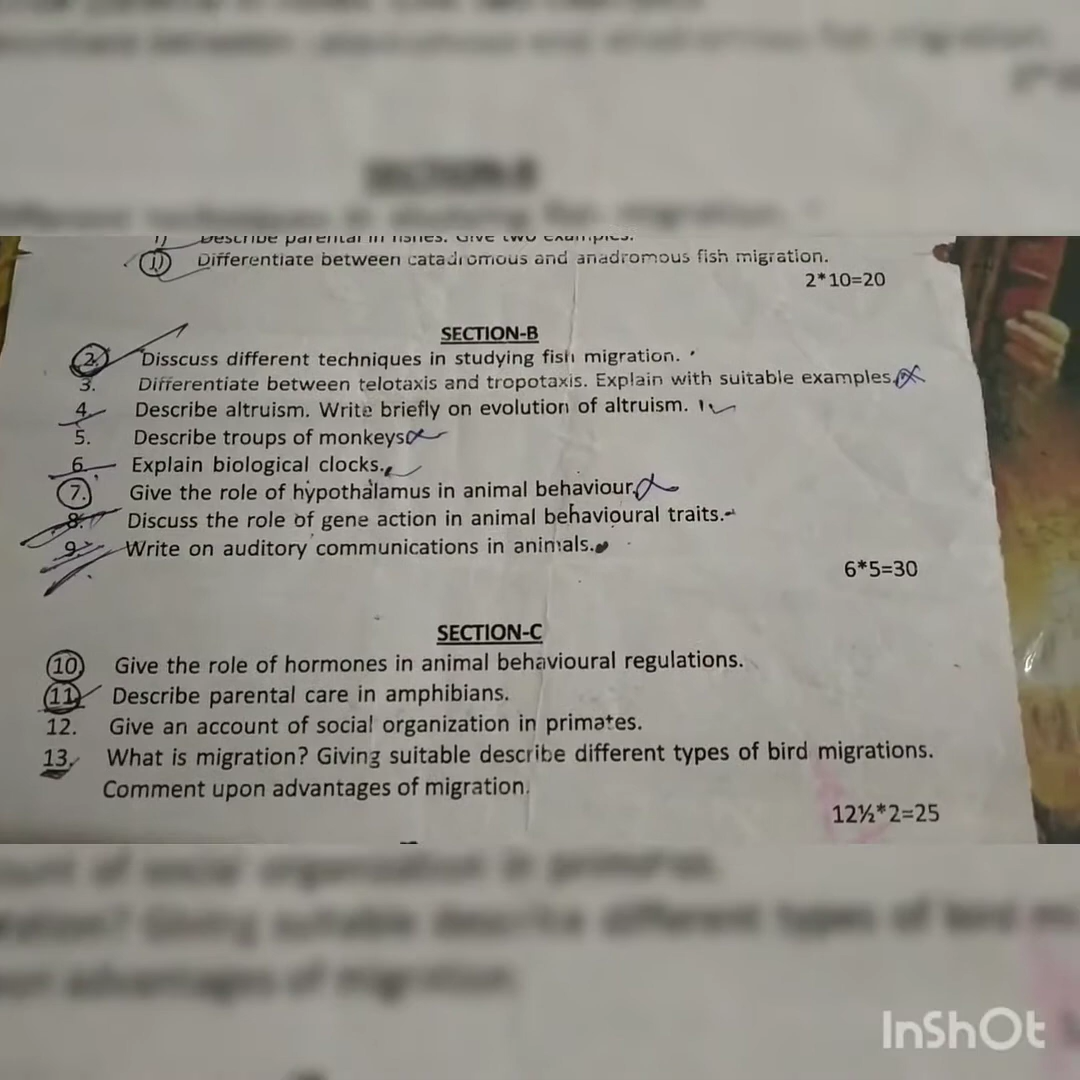 i) Describe parental in fishes. Give two examples.
j) Differentiate between catadromous and anadromous fish migration.
2*10=20
SECTION-B
2. Disscuss different techniques in studying fish migration.
3. Differentiate between telotaxis and tropotaxis. Explain with suitable examples.
4. Describe altruism. Write briefly on evolution of altruism.
5. Describe troups of monkeys
6. Explain biological clocks.
7. Give the role of hypothalamus in animal behaviour.
8. Discuss the role of gene action in animal behavioural traits.
9. Write on auditory communications in animals.
6*5=30
SECTION-C
10 Give the role of hormones in animal behavioural regulations.
11 Describe parental care in amphibians.
12. Give an account of social organization in primates.
13. What is migration? Giving suitable describe different types of bird migrations.
Comment upon advantages of migration.
12½*2=25
InShOt